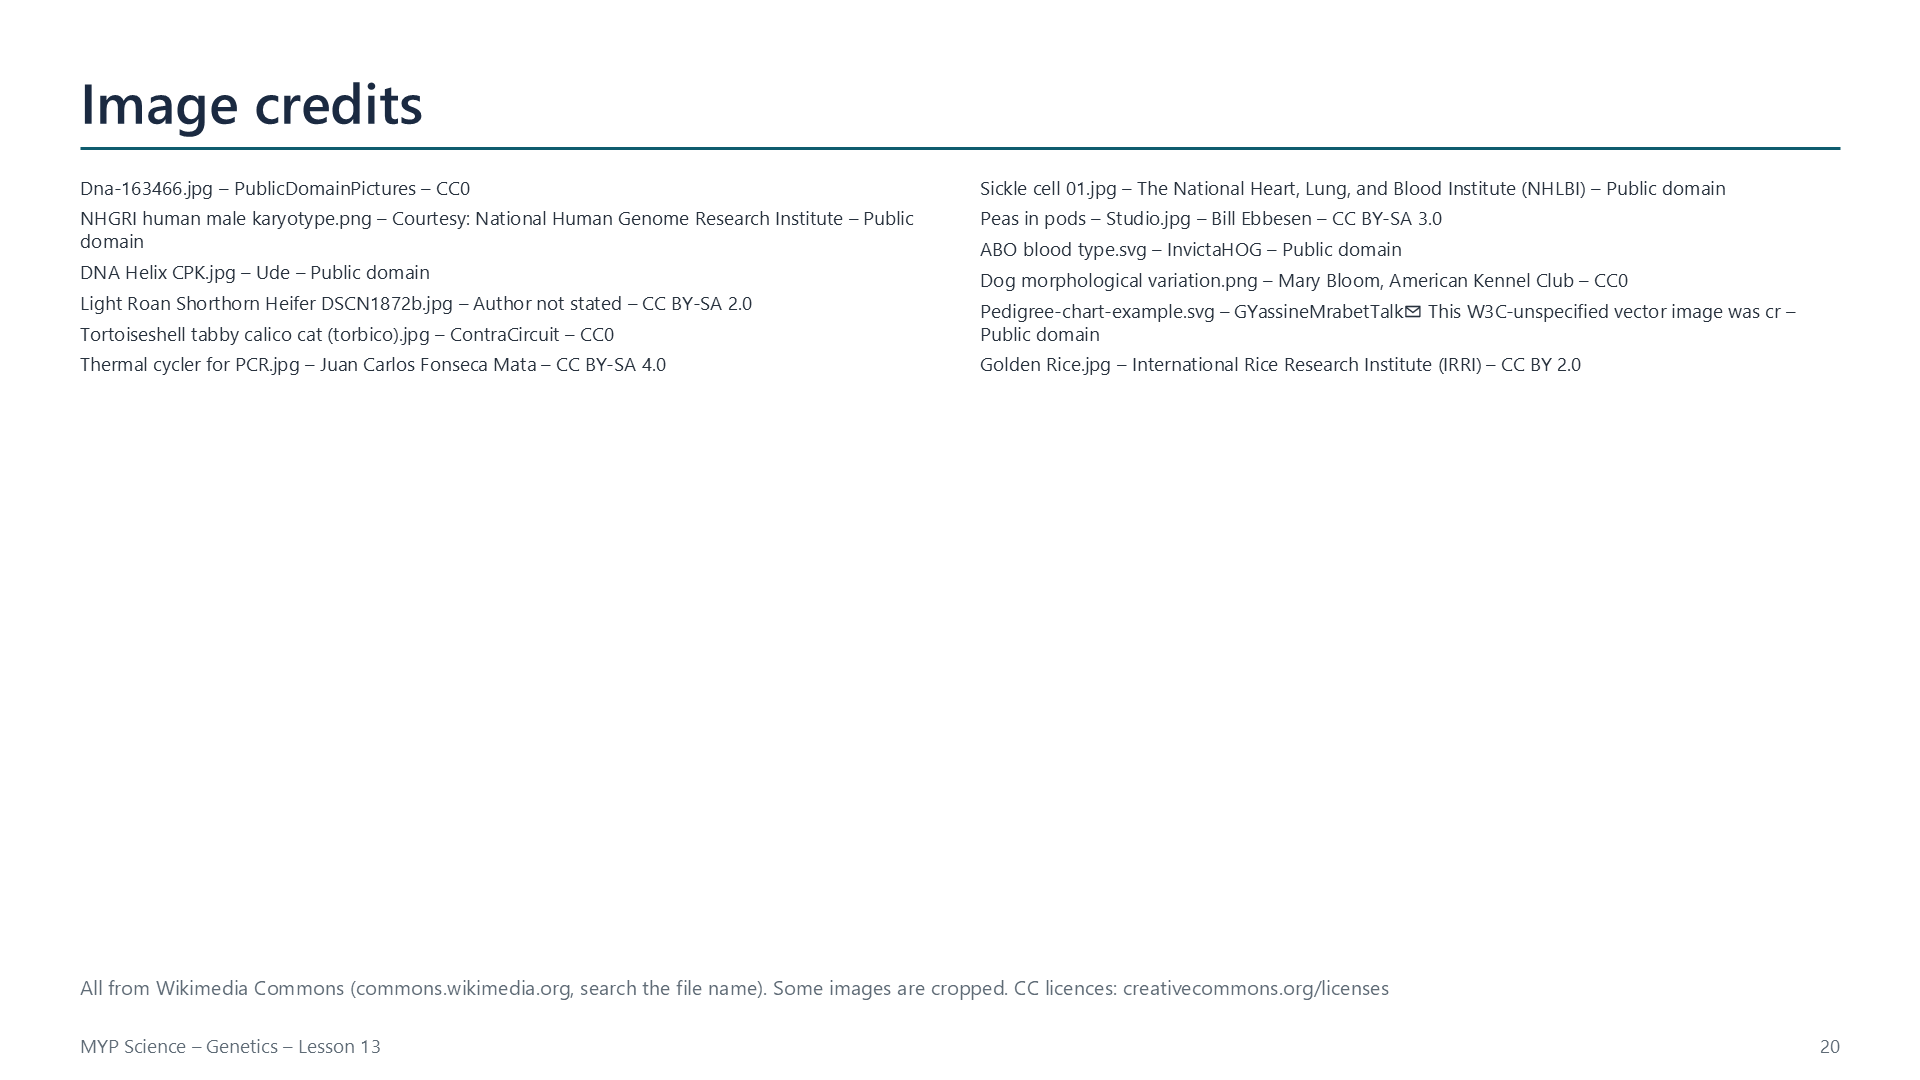 Image credits
Dna-163466.jpg – PublicDomainPictures – CC0
NHGRI human male karyotype.png – Courtesy: National Human Genome Research Institute – Public
domain
DNA Helix CPK.jpg – Ude – Public domain
Light Roan Shorthorn Heifer DSCN1872b.jpg – Author not stated – CC BY-SA 2.0
Tortoiseshell tabby calico cat (torbico).jpg – ContraCircuit – CC0
Thermal cycler for PCR.jpg – Juan Carlos Fonseca Mata – CC BY-SA 4.0
Sickle cell 01.jpg – The National Heart, Lung, and Blood Institute (NHLBI) – Public domain
Peas in pods – Studio.jpg – Bill Ebbesen – CC BY-SA 3.0
ABO blood type.svg – InvictaHOG – Public domain
Dog morphological variation.png – Mary Bloom, American Kennel Club – CC0
Pedigree-chart-example.svg – GYassineMrabetTalk✉ This W3C-unspecified vector image was cr –
Public domain
Golden Rice.jpg – International Rice Research Institute (IRRI) – CC BY 2.0
All from Wikimedia Commons (commons.wikimedia.org, search the file name). Some images are cropped. CC licences: creativecommons.org/licenses
MYP Science – Genetics – Lesson 13
20